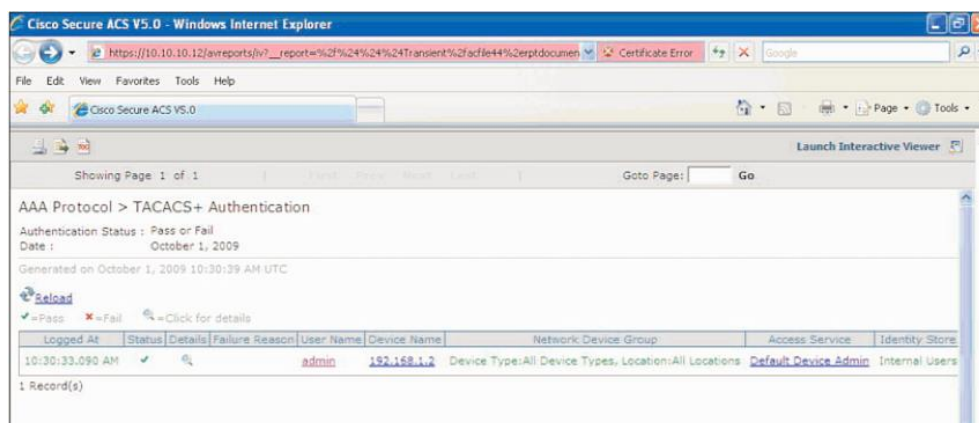 Cisco Secure ACS V5.0 - Windows Internet Explorer
https://10.10.10.12/avreports/iv?__report=%2f%24%24%24Transient%2facfile44%2erptdocumen Certificate Error Google
File Edit View Favorites Tools Help
Cisco Secure ACS V5.0 Page Tools
Launch Interactive Viewer
Showing Page 1 of 1 | First Prev Next Last | Goto Page: Go
AAA Protocol > TACACS+ Authentication
Authentication Status : Pass or Fail
Date : October 1, 2009
Generated on October 1, 2009 10:30:39 AM UTC
Reload
=Pass =Fail =Click for details
Logged At Status Details Failure Reason User Name Device Name Network Device Group Access Service Identity Store
10:30:33.090 AM admin 192.168.1.2 Device Type:All Device Types, Location:All Locations Default Device Admin Internal Users
1 Record(s)